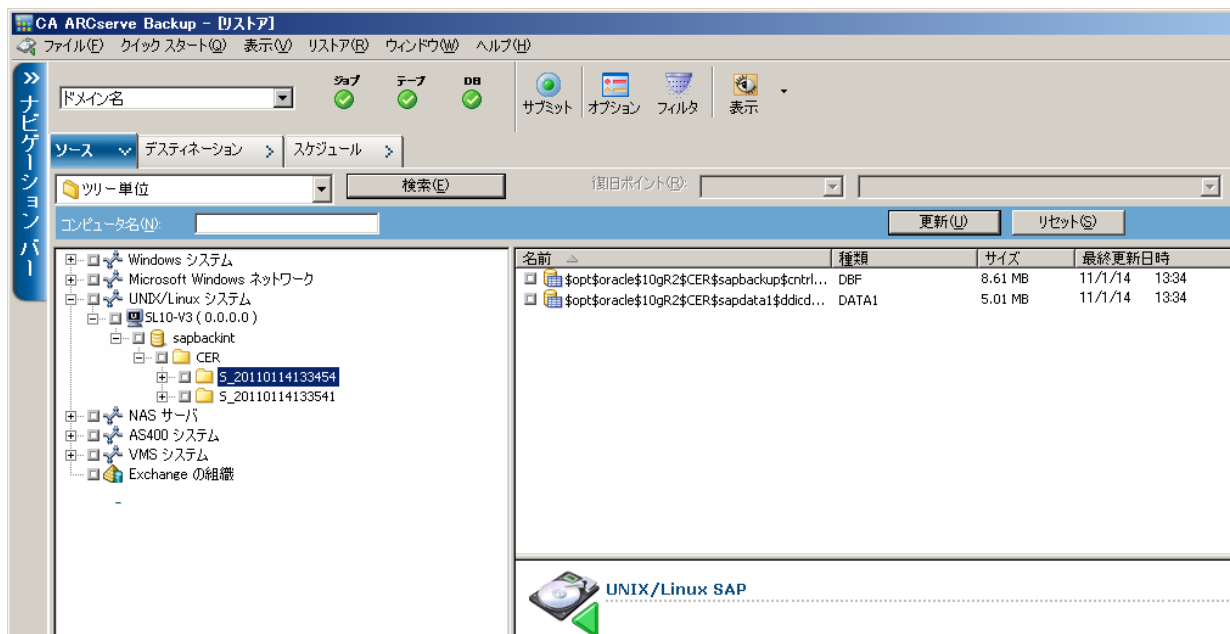 CA ARCserve Backup - [リストア]
ファイル(F) クイック スタート(Q) 表示(V) リストア(R) ウィンドウ(W) ヘルプ(H)
ナビゲーション バー
ドメイン名
ジョブ テープ DB
サブミット オプション フィルタ 表示
ソース デスティネーション スケジュール
ツリー単位 検索(E) 復旧ポイント(R):
コンピュータ名(N): 更新(U) リセット(S)
Windows システム
Microsoft Windows ネットワーク
UNIX/Linux システム
SL10-V3 ( 0.0.0.0 )
sapbackint
CER
S_20110114133454
S_20110114133541
NAS サーバ
AS400 システム
VMS システム
Exchange の組織
名前 種類 サイズ 最終更新日時
$opt$oracle$10gR2$CER$sapbackup$cntrl... DBF 8.61 MB 11/1/14 13:34
$opt$oracle$10gR2$CER$sapdata1$ddicd... DATA1 5.01 MB 11/1/14 13:34
UNIX/Linux SAP